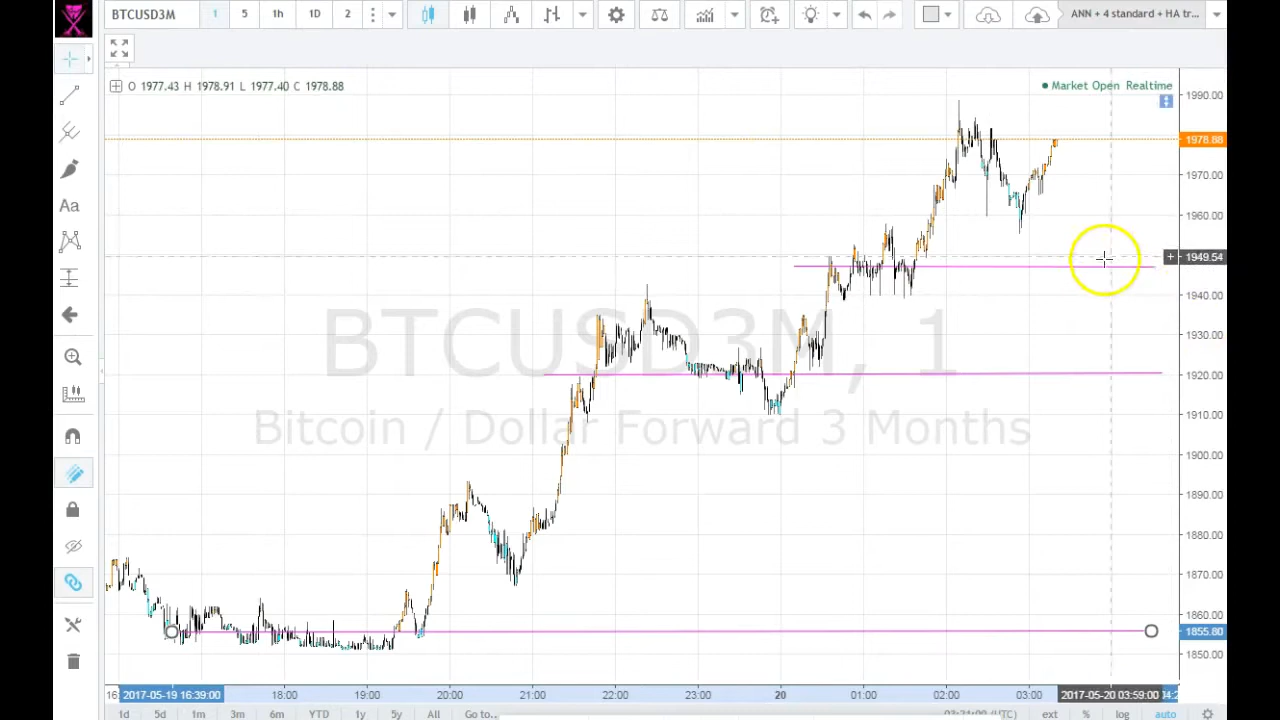 BTCUSD3M 1 5 1h 1D 2 ANN + 4 standard + HA tr...
O 1977.43 H 1978.91 L 1977.40 C 1978.88
Market Open Realtime
1990.00
1978.88
1970.00
1960.00
1949.54
1940.00
1930.00
1920.00
1910.00
1900.00
1890.00
1880.00
1870.00
1860.00
1855.80
1850.00
BTCUSD3M, 1
Bitcoin / Dollar Forward 3 Months
Aa
16: 2017-05-19 16:39:00 18:00 19:00 20:00 21:00 22:00 23:00 20 01:00 02:00 03:00 2017-05-20 03:59:00
1d 5d 1m 3m 6m YTD 1y 5y All Go to... (UTC) ext % log auto